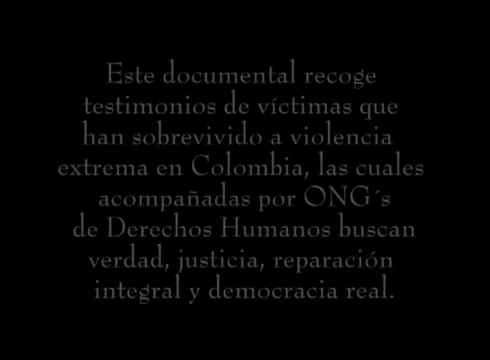 Este documental recoge
testimonios de víctimas que
han sobrevivido a violencia
extrema en Colombia, las cuales
acompañadas por ONG´s
de Derechos Humanos buscan
verdad, justicia, reparación
integral y democracia real.